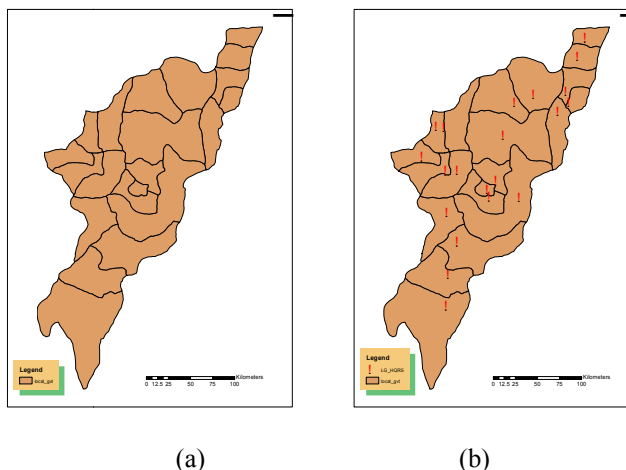 Legend
local_gvt
Kilometers
0 12.5 25 50 75 100
Legend
! LG_HQRS
local_gvt
Kilometers
0 12.5 25 50 75 100
(a) (b)